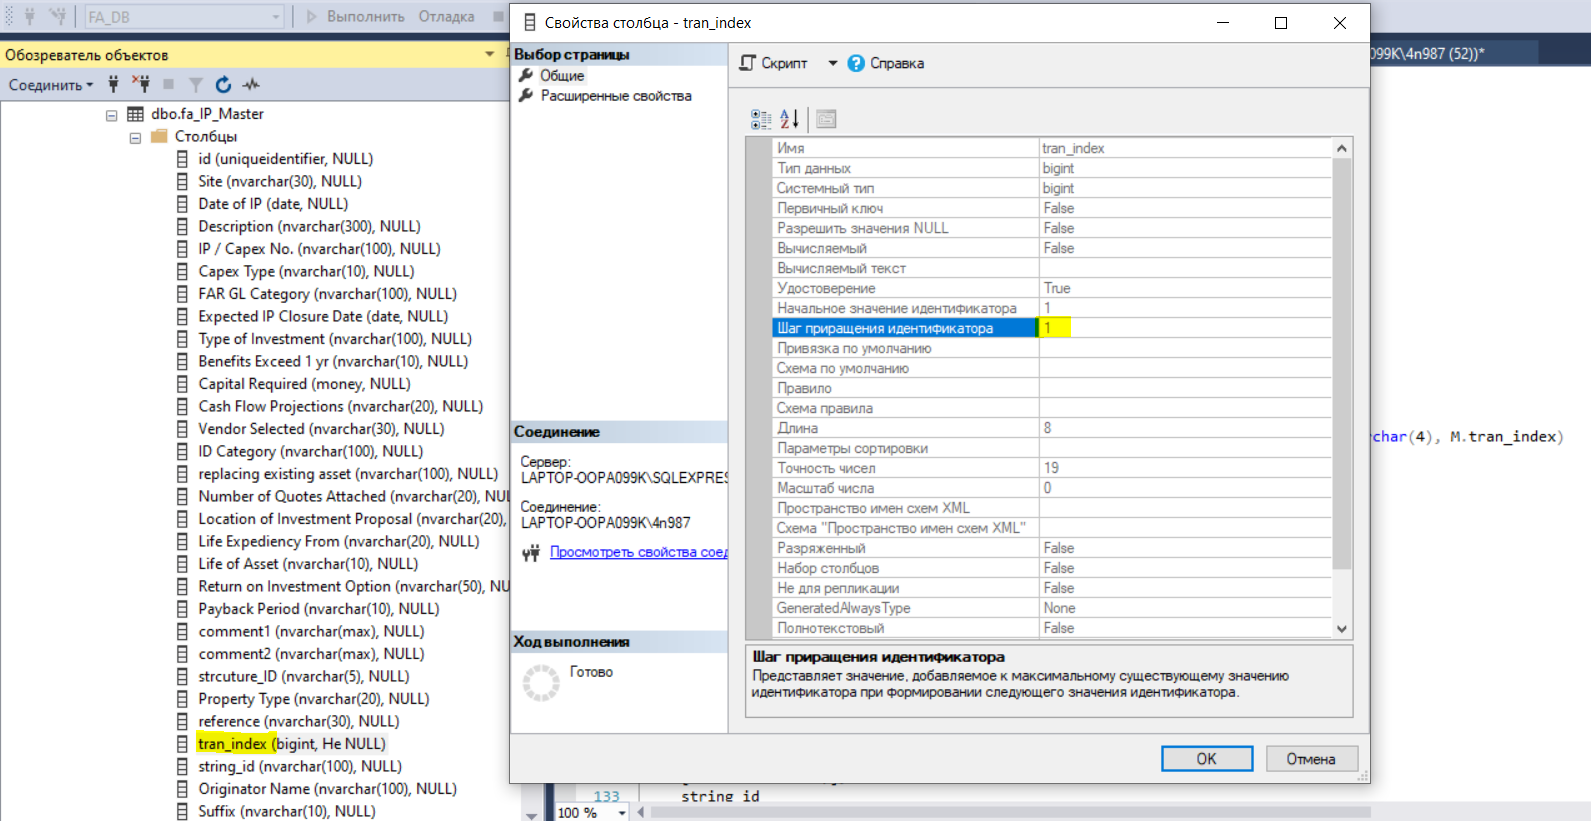 FA_DB
Выполнить
Отладка
Обозреватель объектов
Соединить
dbo.fa_IP_Master
Столбцы
id (uniqueidentifier, NULL)
Site (nvarchar(30), NULL)
Date of IP (date, NULL)
Description (nvarchar(300), NULL)
IP / Capex No. (nvarchar(100), NULL)
Capex Type (nvarchar(10), NULL)
FAR GL Category (nvarchar(100), NULL)
Expected IP Closure Date (date, NULL)
Type of Investment (nvarchar(100), NULL)
Benefits Exceed 1 yr (nvarchar(10), NULL)
Capital Required (money, NULL)
Cash Flow Projections (nvarchar(20), NULL)
Vendor Selected (nvarchar(30), NULL)
ID Category (nvarchar(100), NULL)
replacing existing asset (nvarchar(100), NULL)
Number of Quotes Attached (nvarchar(20), NUL
Location of Investment Proposal (nvarchar(20),
Life Expediency From (nvarchar(20), NULL)
Life of Asset (nvarchar(10), NULL)
Return on Investment Option (nvarchar(50), NU
Payback Period (nvarchar(10), NULL)
comment1 (nvarchar(max), NULL)
comment2 (nvarchar(max), NULL)
strcuture_ID (nvarchar(5), NULL)
Property Type (nvarchar(20), NULL)
reference (nvarchar(30), NULL)
tran_index (bigint, Не NULL)
string_id (nvarchar(100), NULL)
Originator Name (nvarchar(100), NULL)
Suffix (nvarchar(10), NULL)
Свойства столбца - tran_index
Выбор страницы
Общие
Расширенные свойства
Соединение
Сервер:
LAPTOP-OOPA099K\SQLEXPRES
Соединение:
LAPTOP-OOPA099K\4n987
Просмотреть свойства соед
Ход выполнения
Готово
Скрипт
Справка
Имя tran_index
Тип данных bigint
Системный тип bigint
Первичный ключ False
Разрешить значения NULL False
Вычисляемый False
Вычисляемый текст
Удостоверение True
Начальное значение идентификатора 1
Шаг приращения идентификатора 1
Привязка по умолчанию
Схема по умолчанию
Правило
Схема правила
Длина 8
Параметры сортировки
Точность чисел 19
Масштаб числа 0
Пространство имен схем XML
Схема "Пространство имен схем XML"
Разряженный False
Набор столбцов False
Не для репликации False
GeneratedAlwaysType None
Полнотекстовый False
Шаг приращения идентификатора
Представляет значение, добавляемое к максимальному существующему значению
идентификатора при формировании следующего значения идентификатора.
OK
Отмена
099K\4n987 (52))*
char(4), M.tran_index)
133 string_id
100 %